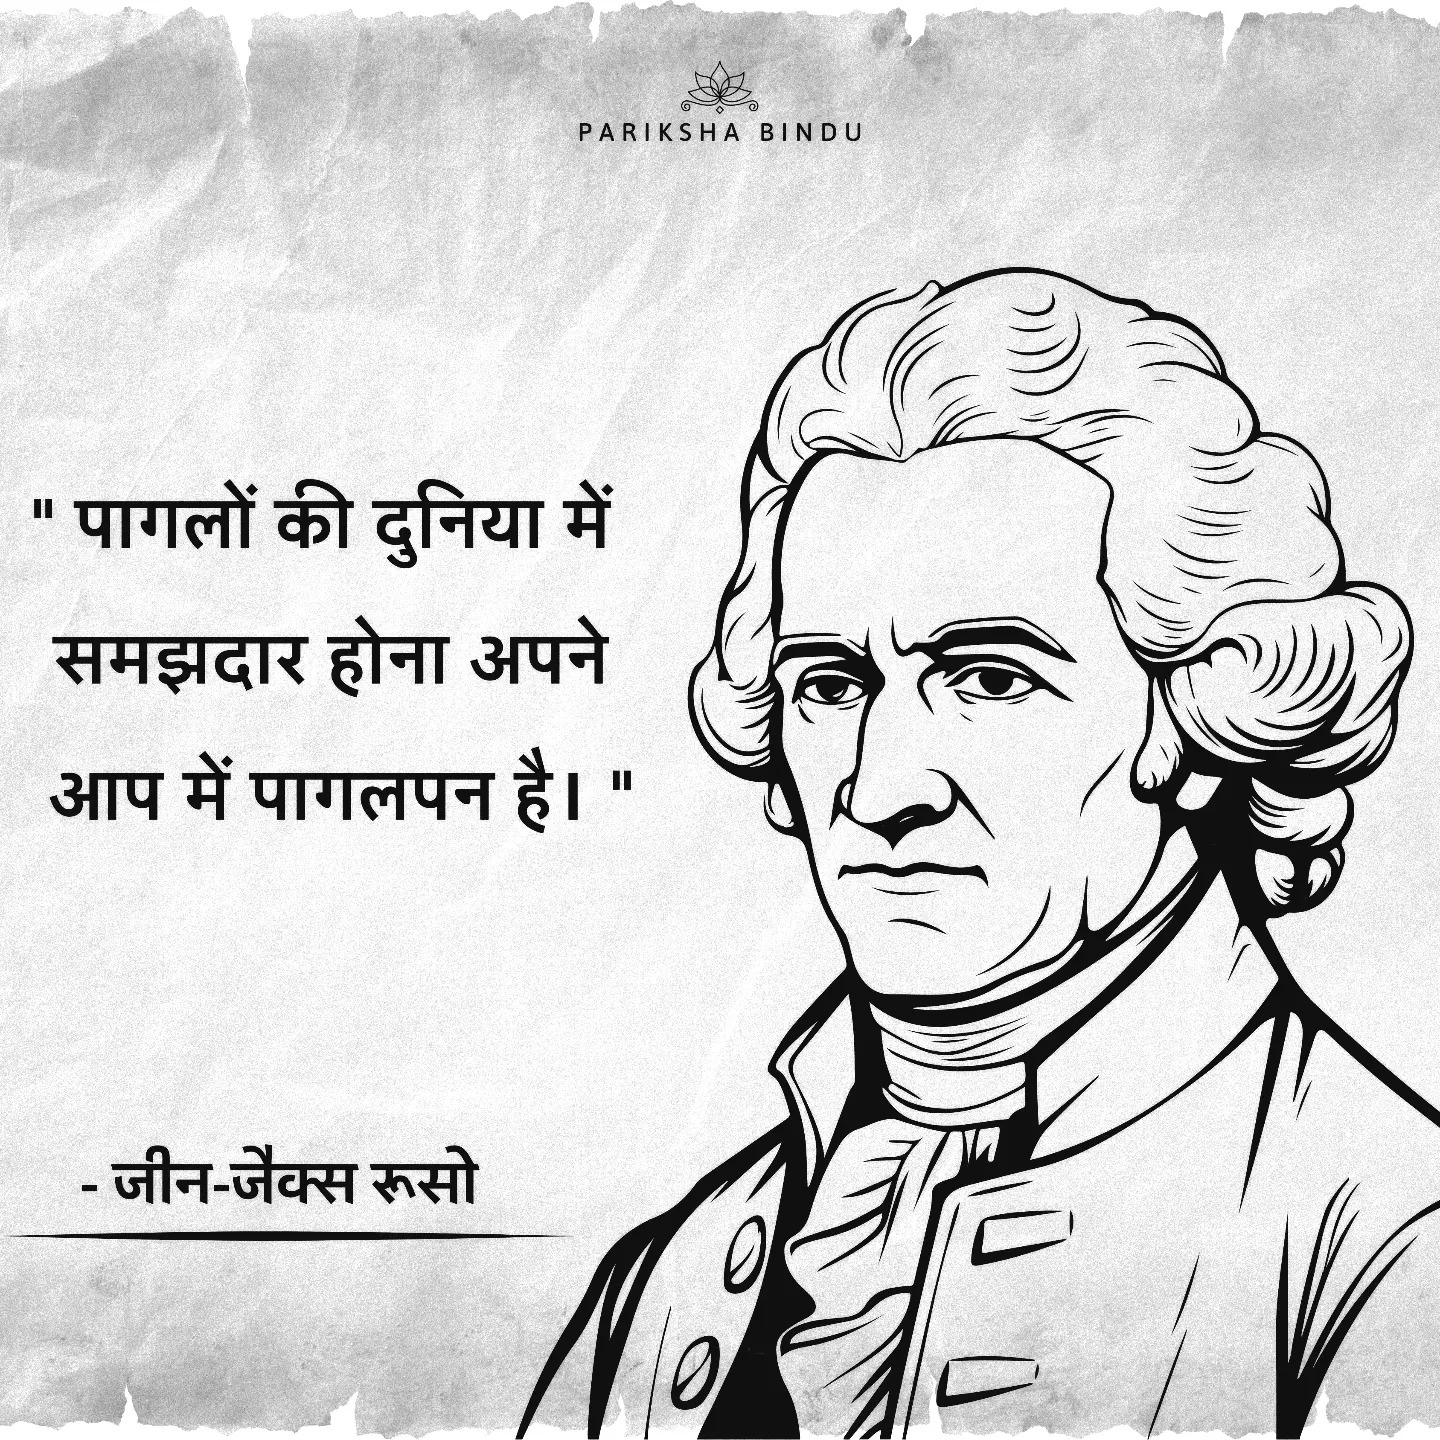 PARIKSHA BINDU
" पागलों की दुनिया में
समझदार होना अपने
आप में पागलपन है। "
- जीन-जैक्स रूसो